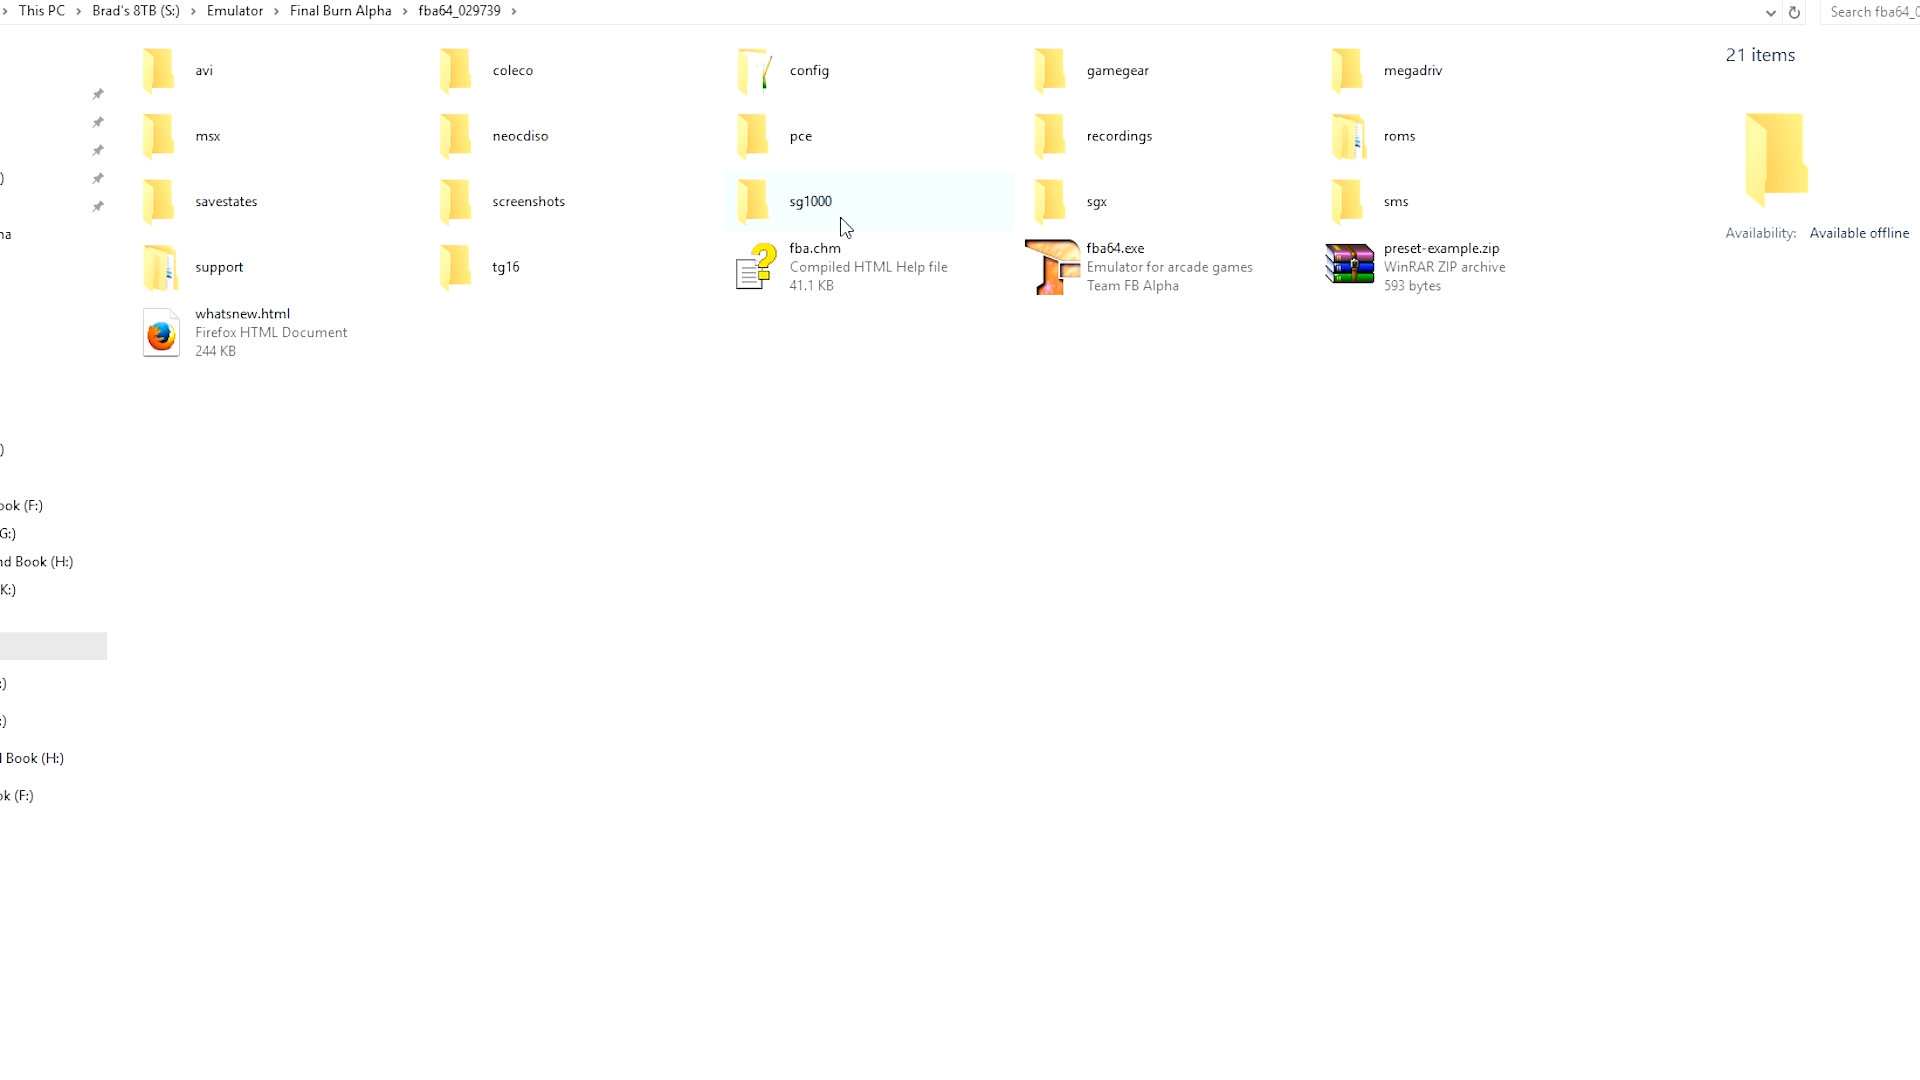 This PC > Brad's 8TB (S:) > Emulator > Final Burn Alpha > fba64_029739 >
Search fba64_0
avi
coleco
config
gamegear
megadriv
21 items
msx
neocdiso
pce
recordings
roms
savestates
screenshots
sg1000
sgx
sms
Availability: Available offline
support
tg16
fba.chm
Compiled HTML Help file
41.1 KB
fba64.exe
Emulator for arcade games
Team FB Alpha
preset-example.zip
WinRAR ZIP archive
593 bytes
whatsnew.html
Firefox HTML Document
244 KB
)
na
)
ook (F:)
G:)
nd Book (H:)
K:)
:)
:)
Book (H:)
ok (F:)